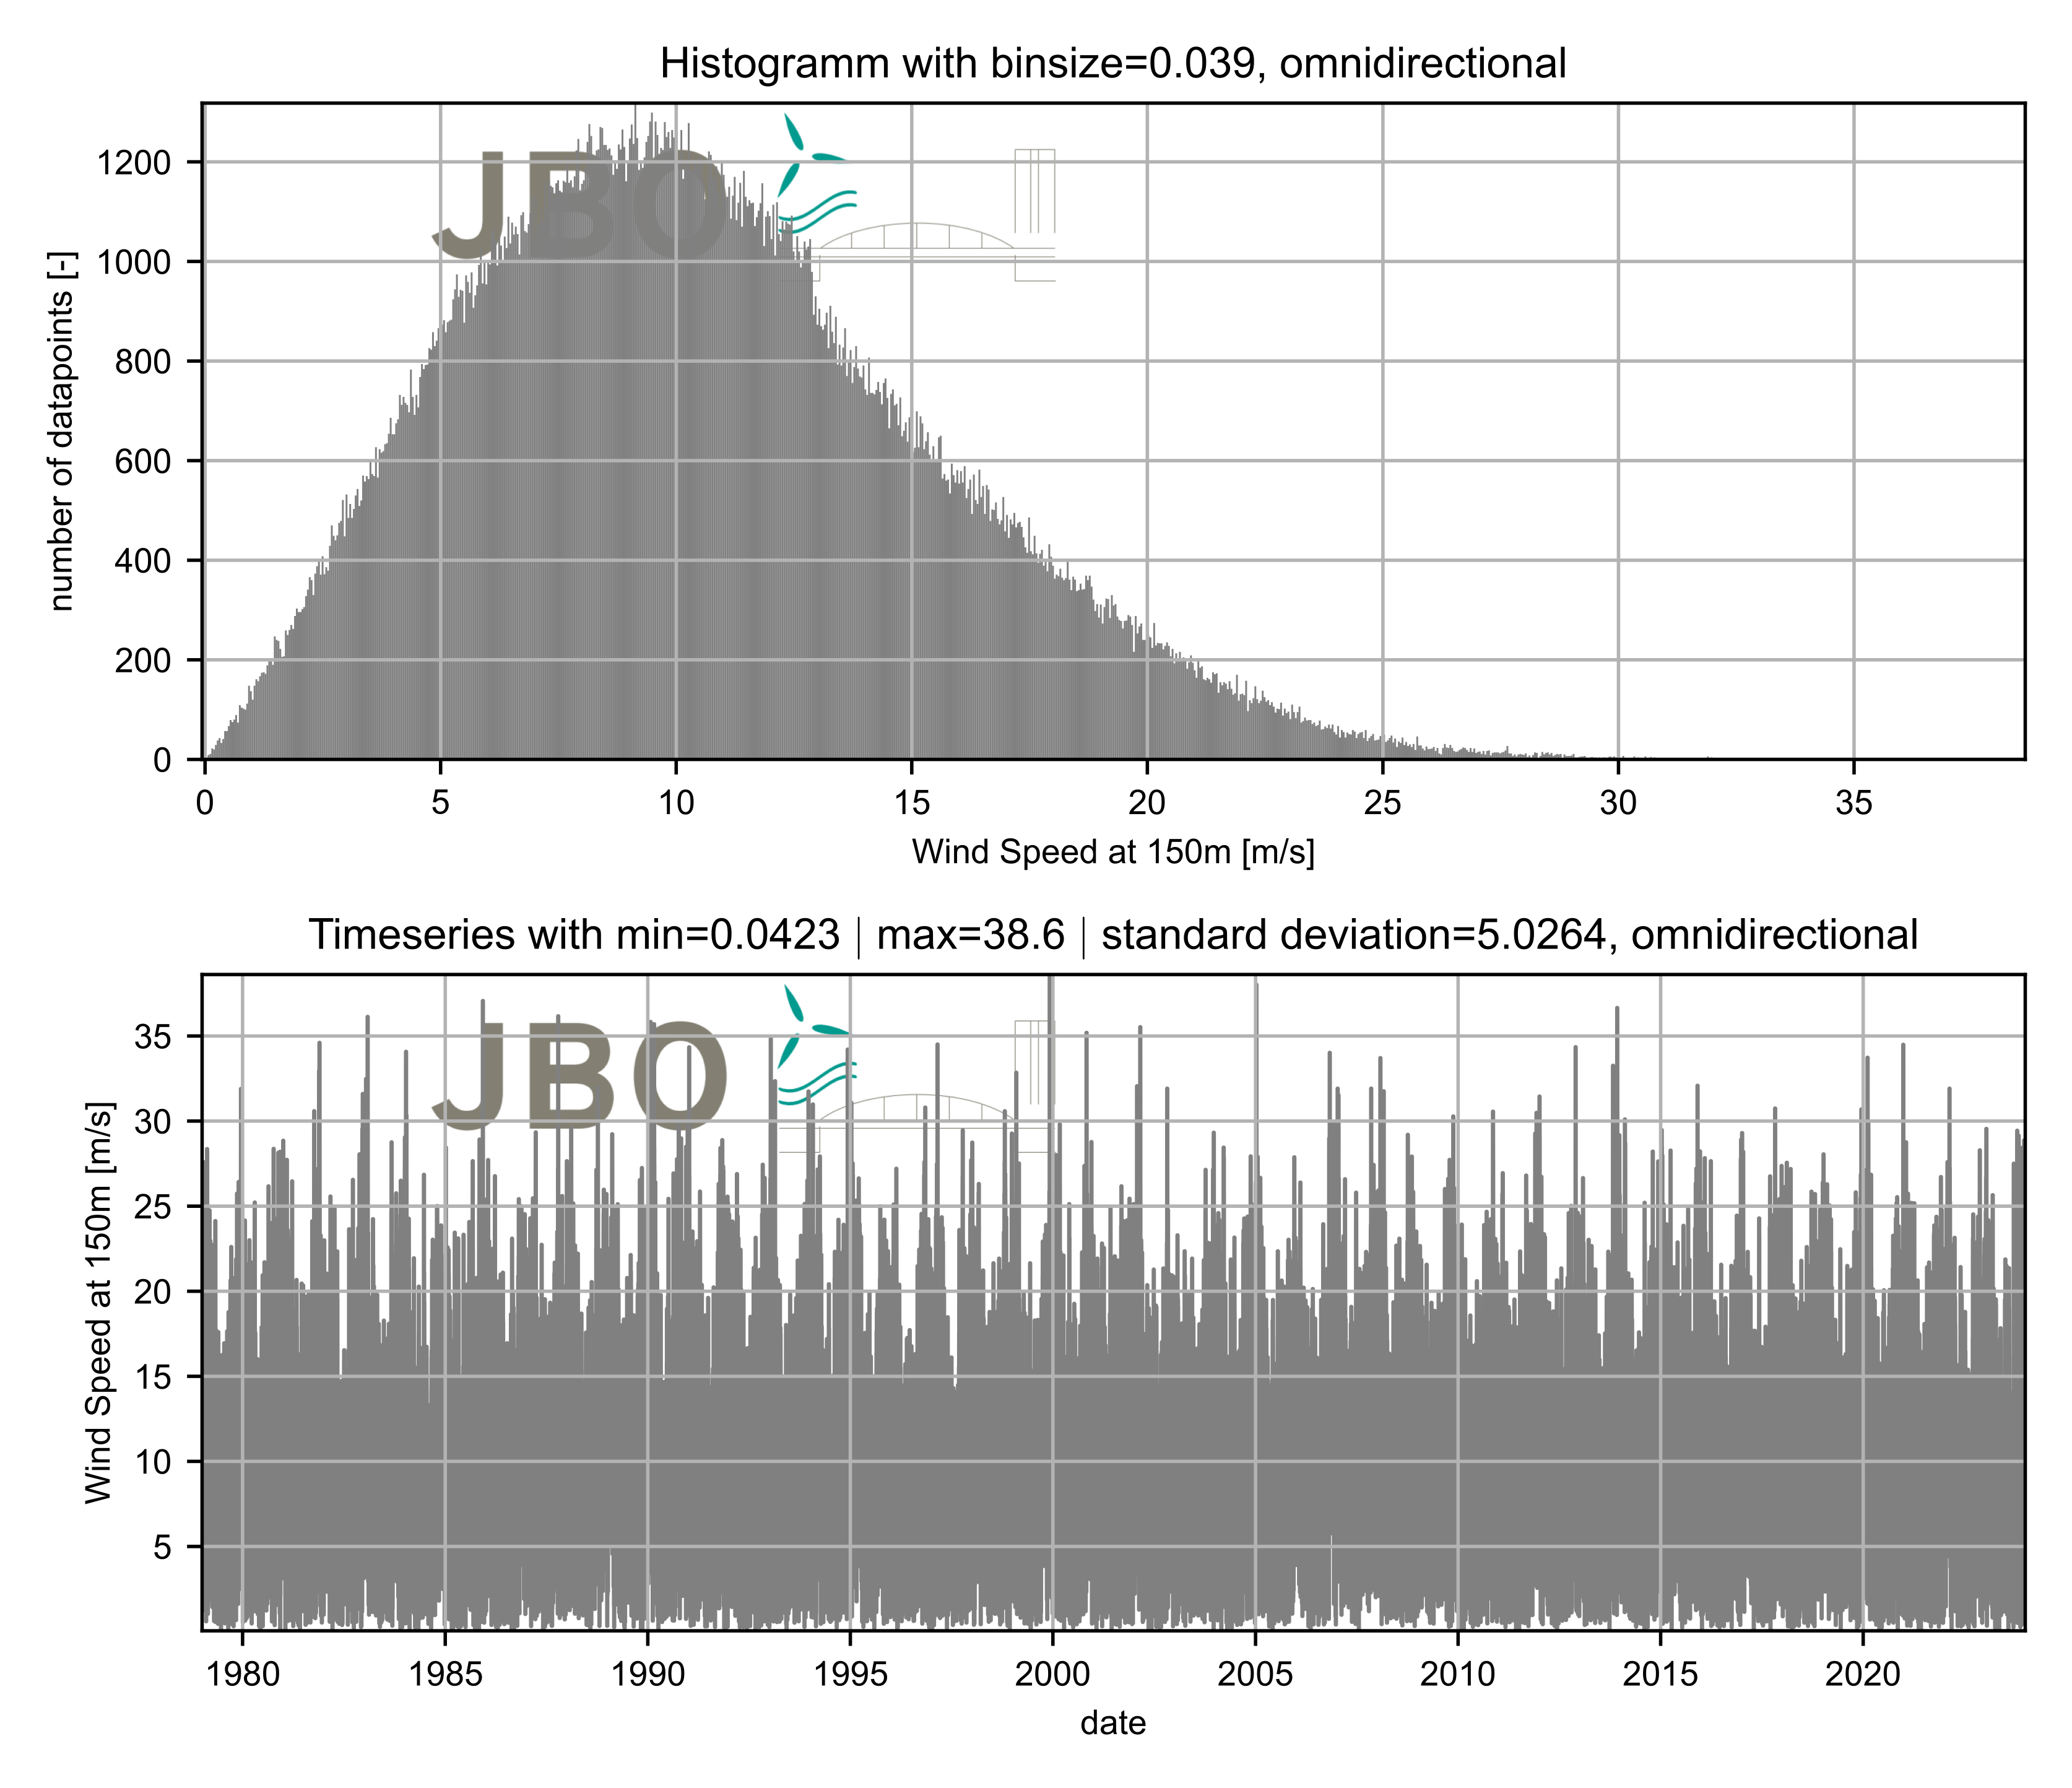 Histogramm with binsize=0.039, omnidirectional
JBO
number of datapoints [-]
1200
1000
800
600
400
200
0
0 5 10 15 20 25 30 35
Wind Speed at 150m [m/s]
Timeseries with min=0.0423 | max=38.6 | standard deviation=5.0264, omnidirectional
JBO
Wind Speed at 150m [m/s]
35
30
25
20
15
10
5
1980 1985 1990 1995 2000 2005 2010 2015 2020
date